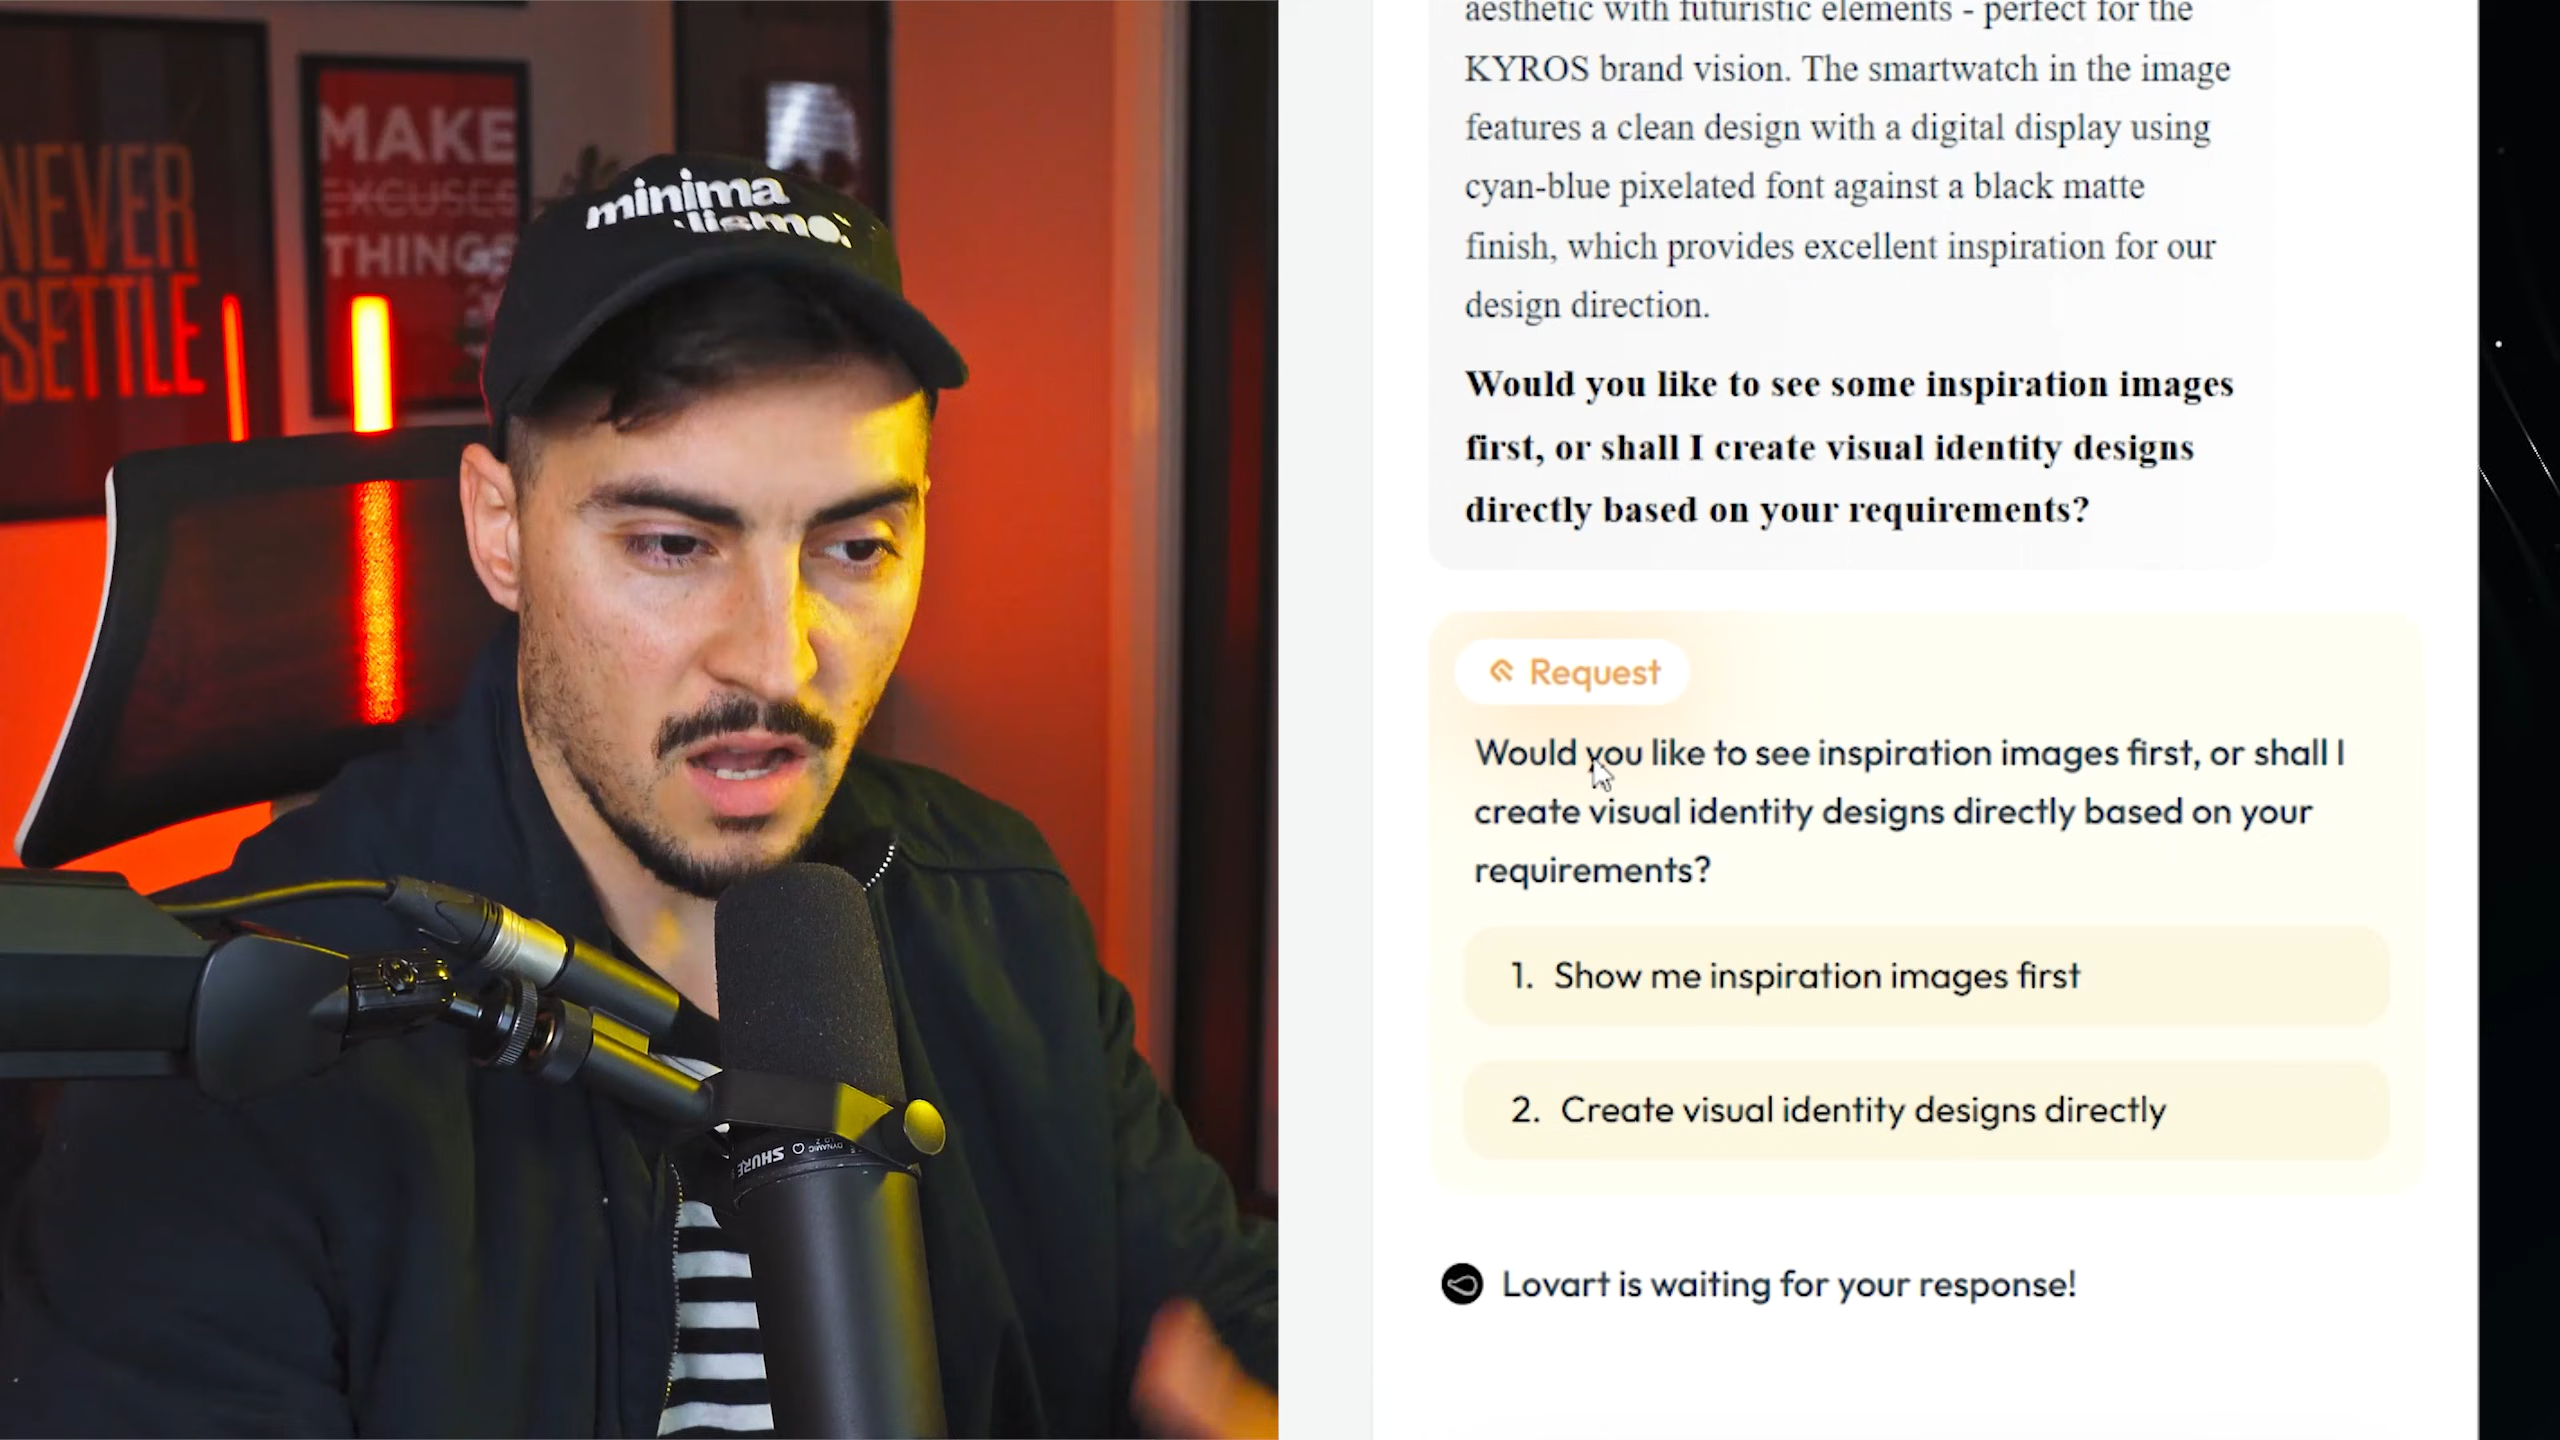 NEVER
SETTLE
MAKE
EXCUSES
THINGS
minima
lismo.
SHURE
DYNAMIC
aesthetic with futuristic elements - perfect for the
KYROS brand vision. The smartwatch in the image
features a clean design with a digital display using
cyan-blue pixelated font against a black matte
finish, which provides excellent inspiration for our
design direction.
Would you like to see some inspiration images
first, or shall I create visual identity designs
directly based on your requirements?
Request
Would you like to see inspiration images first, or shall I
create visual identity designs directly based on your
requirements?
1. Show me inspiration images first
2. Create visual identity designs directly
Lovart is waiting for your response!